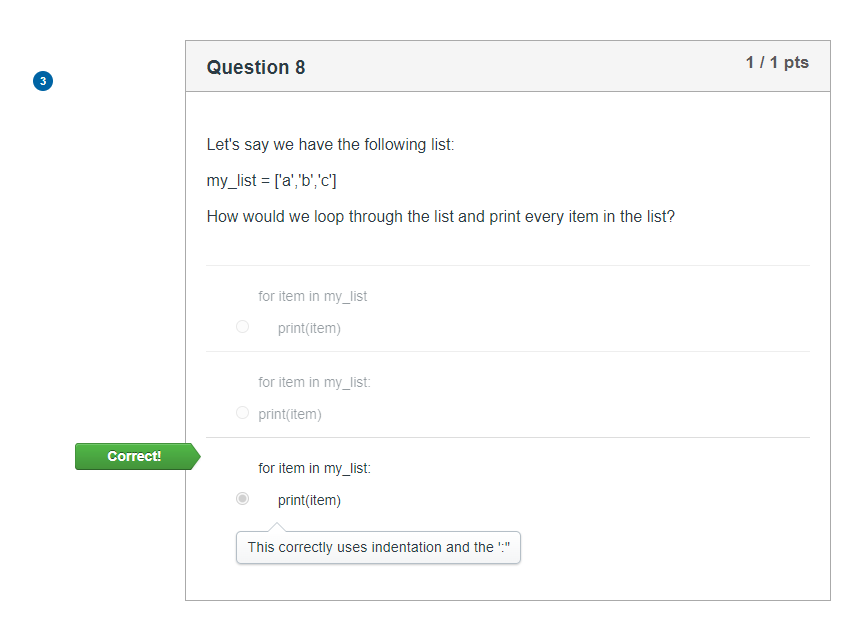 3
Question 8
1 / 1 pts
Let's say we have the following list:
my_list = ['a','b','c']
How would we loop through the list and print every item in the list?
for item in my_list
print(item)
for item in my_list:
print(item)
Correct!
for item in my_list:
print(item)
This correctly uses indentation and the ':"